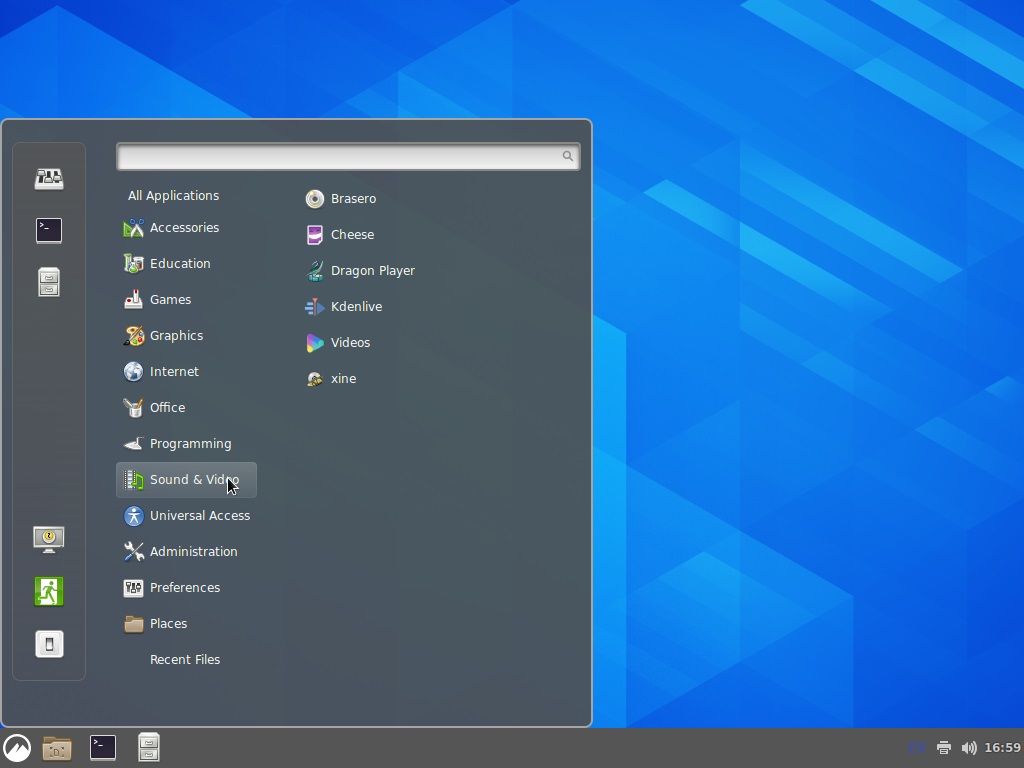 All Applications
Accessories
Education
Games
Graphics
Internet
Office
Programming
Sound & Video
Universal Access
Administration
Preferences
Places
Recent Files
Brasero
Cheese
Dragon Player
Kdenlive
Videos
xine
EN
16:59